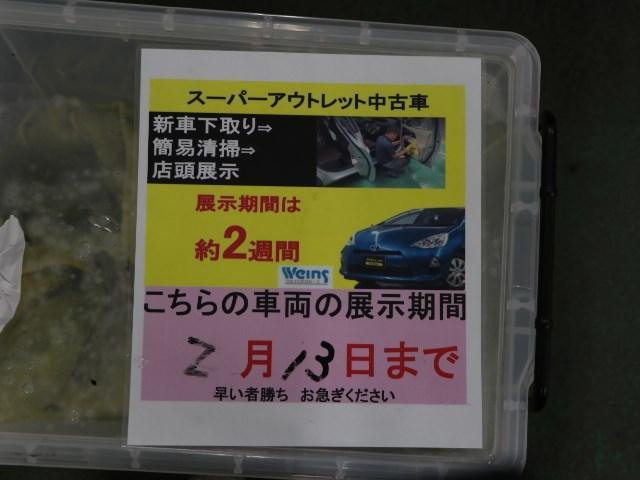 スーパーアウトレット中古車
新車下取り⇒
簡易清掃⇒
店頭展示
展示期間は
約2週間
Weins
こちらの車両の展示期間
2月13日まで
早い者勝ち お急ぎください